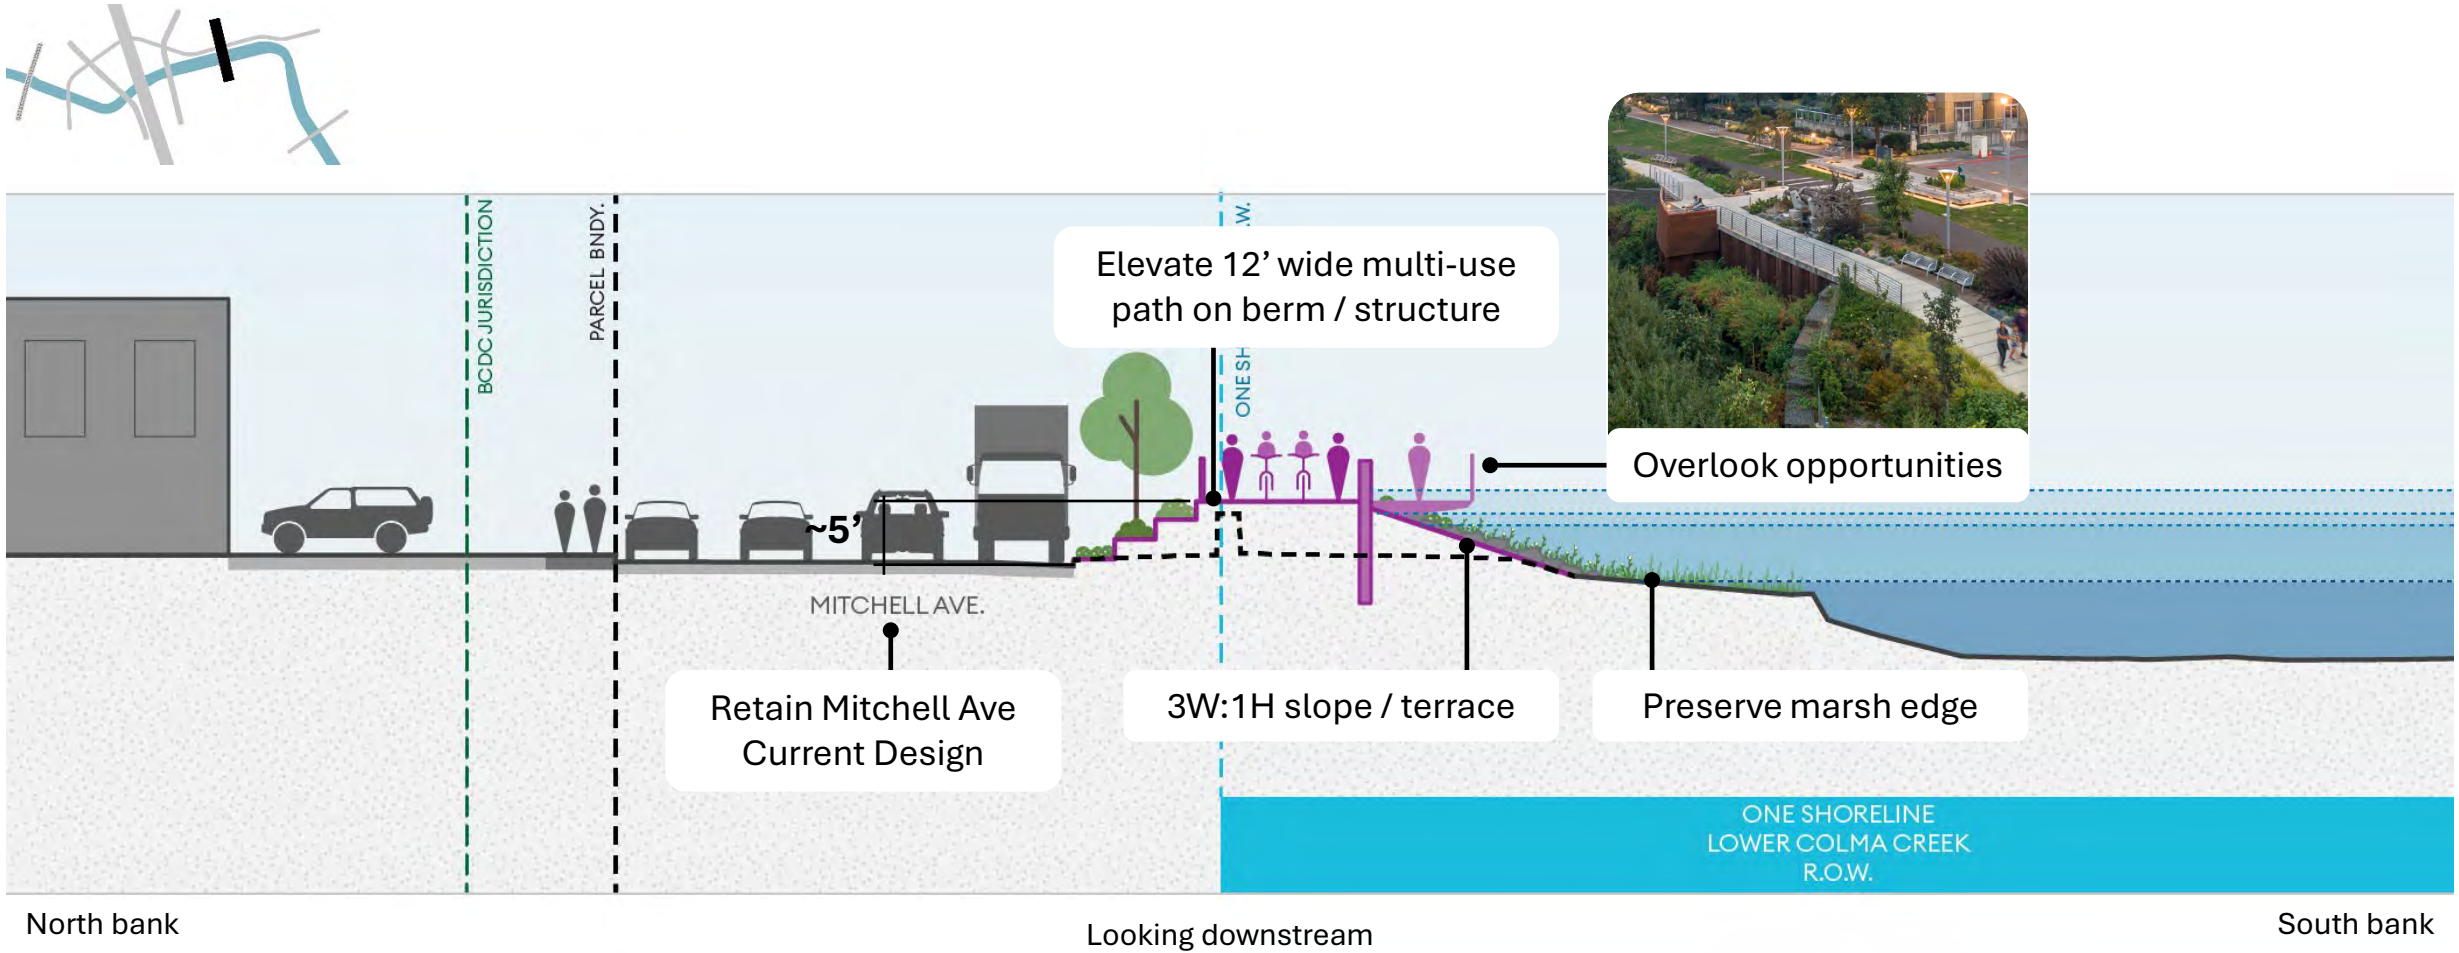 BCDC JURISDICTION
PARCEL BNDY.
ONE SH
.W.
Elevate 12’ wide multi-use
path on berm / structure
Overlook opportunities
~5’
MITCHELL AVE.
Retain Mitchell Ave
Current Design
3W:1H slope / terrace
Preserve marsh edge
ONE SHORELINE
LOWER COLMA CREEK
R.O.W.
North bank
Looking downstream
South bank